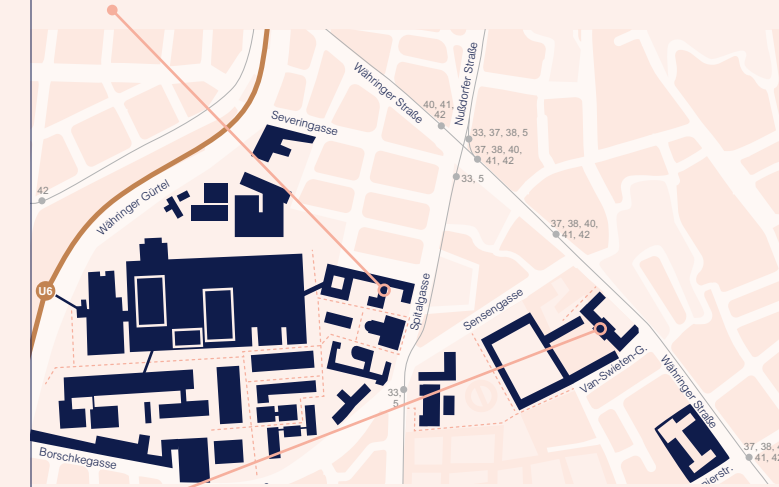 Währinger Straße
Nußdorfer Straße
40, 41,
42
33, 37, 38, 5
37, 38, 40,
41, 42
33, 5
Severingasse
42
Währinger Gürtel
37, 38, 40,
41, 42
U6
Spitalgasse
Sensengasse
Van-Swieten-G.
Währinger Straße
33,
5
Borschkegasse
37, 38, 4
41, 42
ierstr.